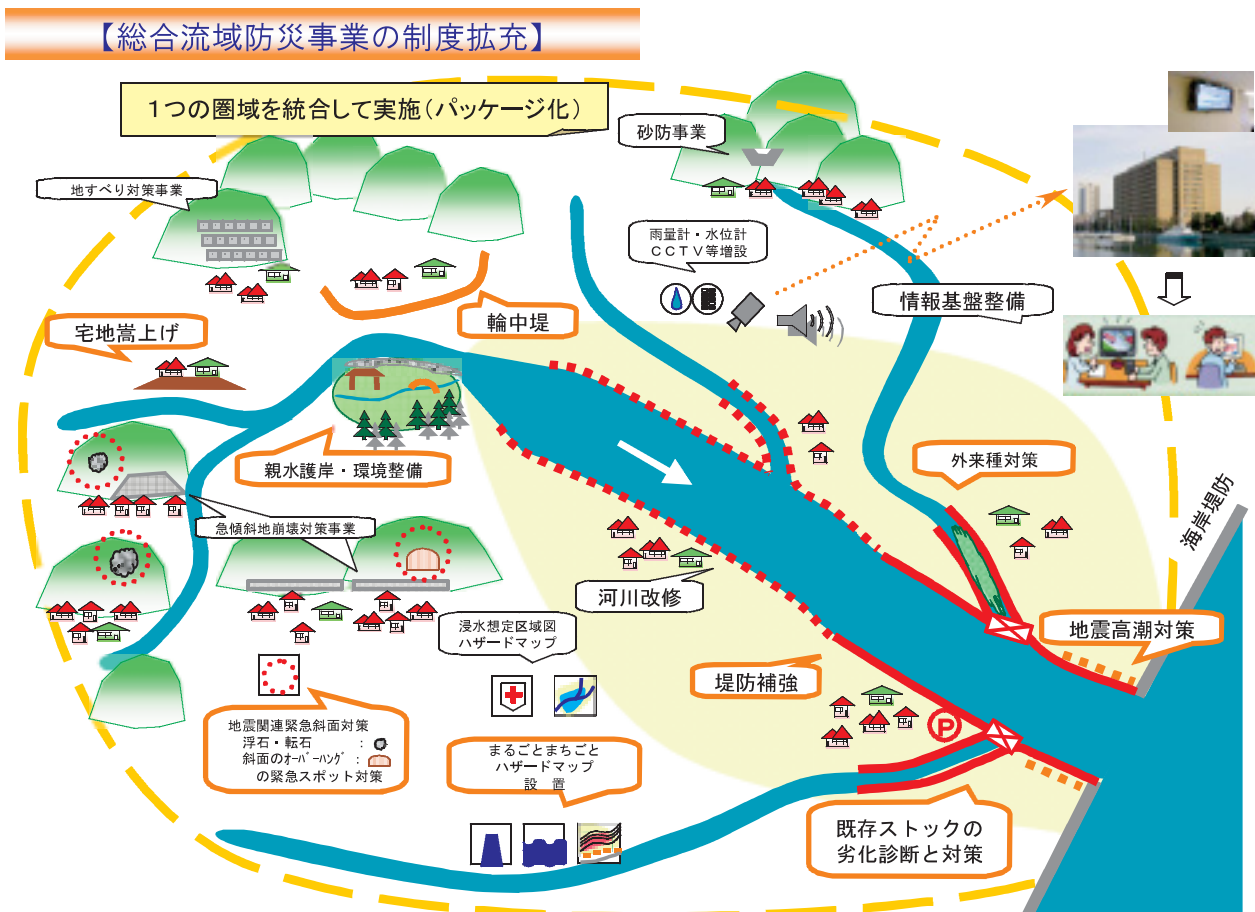 【総合流域防災事業の制度拡充】
1つの圏域を統合して実施(パッケージ化)
砂防事業
地すべり対策事業
雨量計・水位計
CCTV等増設
情報基盤整備
輪中堤
宅地嵩上げ
親水護岸・環境整備
外来種対策
海岸堤防
急傾斜地崩壊対策事業
河川改修
浸水想定区域図
ハザードマップ
地震高潮対策
堤防補強
P
地震関連緊急斜面対策
浮石・転石 :
斜面のオーバーハング :
の緊急スポット対策
まるごとまちごと
ハザードマップ
設 置
既存ストックの
劣化診断と対策